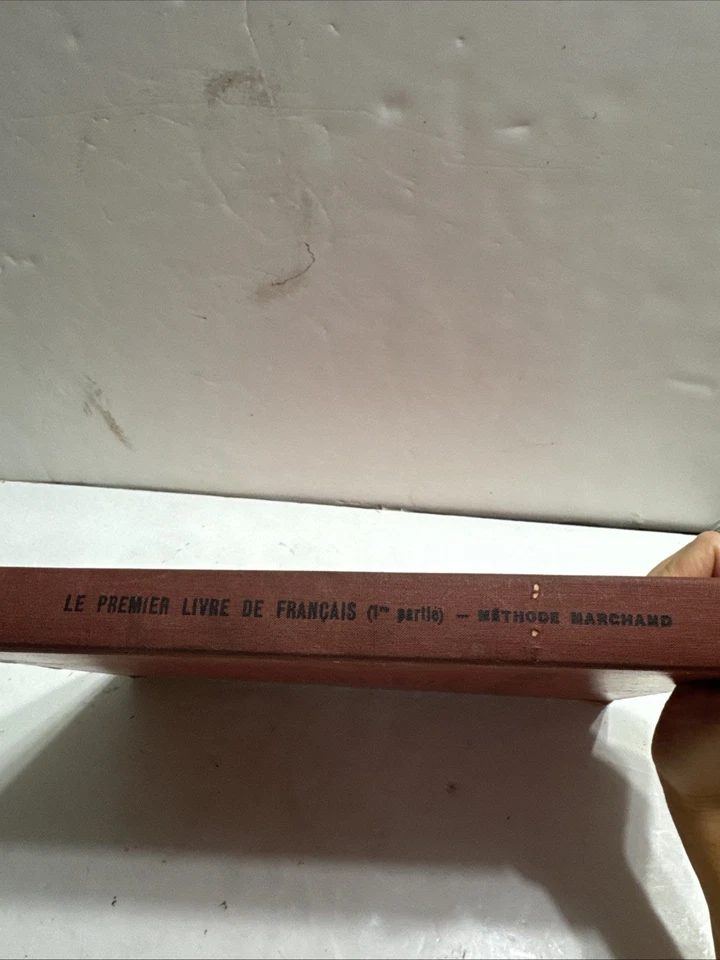 LE PREMIER LIVRE DE FRANÇAIS (1re partie) — MÉTHODE MARCHAND